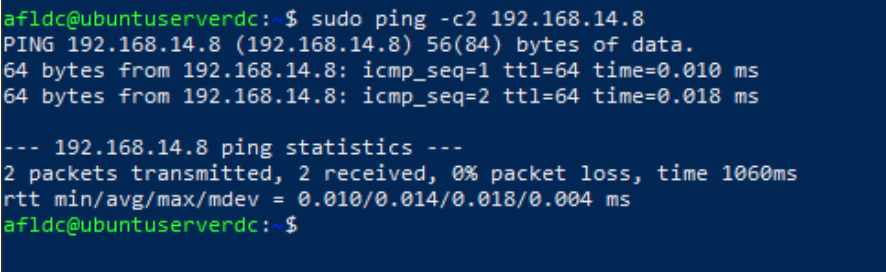 afldc@ubuntuserverdc:~$ sudo ping -c2 192.168.14.8
PING 192.168.14.8 (192.168.14.8) 56(84) bytes of data.
64 bytes from 192.168.14.8: icmp_seq=1 ttl=64 time=0.010 ms
64 bytes from 192.168.14.8: icmp_seq=2 ttl=64 time=0.018 ms
--- 192.168.14.8 ping statistics ---
2 packets transmitted, 2 received, 0% packet loss, time 1060ms
rtt min/avg/max/mdev = 0.010/0.014/0.018/0.004 ms
afldc@ubuntuserverdc:~$